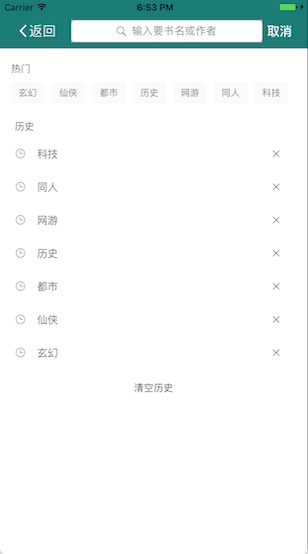 Carrier 6:53 PM
返回 输入要书名或作者 取消
热门
玄幻 仙侠 都市 历史 网游 同人 科技
历史
科技
同人
网游
历史
都市
仙侠
玄幻
清空历史